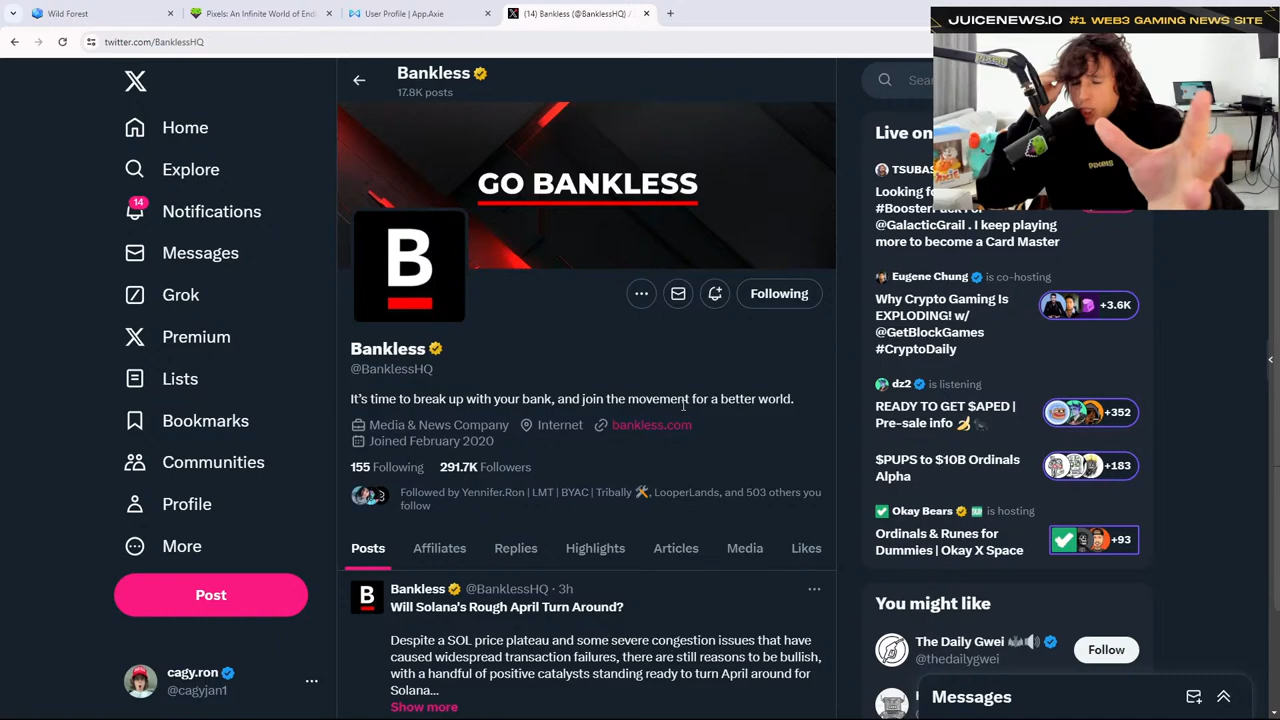 Wild Forest
Pixels: An Infinite World of End
User Profile | App.Axie
(14) Bankless (@BanklessHQ) /
twitter.com/BanklessHQ
JUICENEWS.IO #1 WEB3 GAMING NEWS SITE
PIXELS
Home
Explore
14
Notifications
Messages
Grok
Premium
Lists
Bookmarks
Communities
Profile
More
Post
cagy.ron
@cagyjan1
Bankless
17.8K posts
GO BANKLESS
B
Following
Bankless
@BanklessHQ
It's time to break up with your bank, and join the movement for a better world.
Media & News Company Internet bankless.com
Joined February 2020
155 Following 291.7K Followers
Followed by Yennifer.Ron | LMT | BYAC | Tribally 🛠️, LooperLands, and 503 others you
follow
Posts Affiliates Replies Highlights Articles Media Likes
B
Bankless @BanklessHQ · 3h
Will Solana's Rough April Turn Around?
Despite a SOL price plateau and some severe congestion issues that have
caused widespread transaction failures, there are still reasons to be bullish,
with a handful of positive catalysts standing ready to turn April around for
Solana...
Show more
Live on
TSUBAS
Looking fo
@GalacticGrail . I keep playing
more to become a Card Master
Eugene Chung is co-hosting
Why Crypto Gaming Is
EXPLODING! w/
@GetBlockGames
#CryptoDaily
+3.6K
dz2 is listening
READY TO GET $APED |
Pre-sale info 🍌🦍
+352
$PUPS to $10B Ordinals
Alpha
+183
Okay Bears is hosting
Ordinals & Runes for
Dummies | Okay X Space
+93
You might like
The Daily Gwei 🦇🔊
@thedailygwei
Follow
Messages